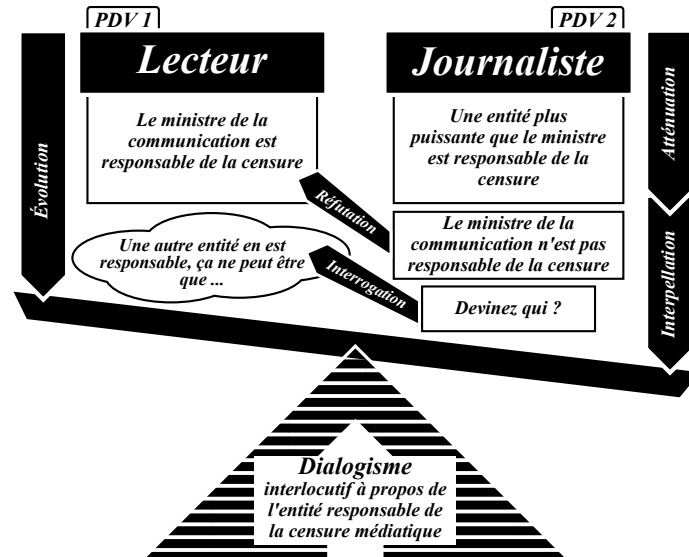 PDV 1
Lecteur
Le ministre de la
communication est
responsable de la censure
Évolution
Une autre entité en est
responsable, ça ne peut être
que ...
PDV 2
Journaliste
Une entité plus
puissante que le ministre
est responsable de la
censure
Atténuation
Réfutation
Le ministre de la
communication n'est pas
responsable de la censure
Interrogation
Devinez qui ?
Interpellation
Dialogisme
interlocutif à propos de
l'entité responsable de
la censure médiatique